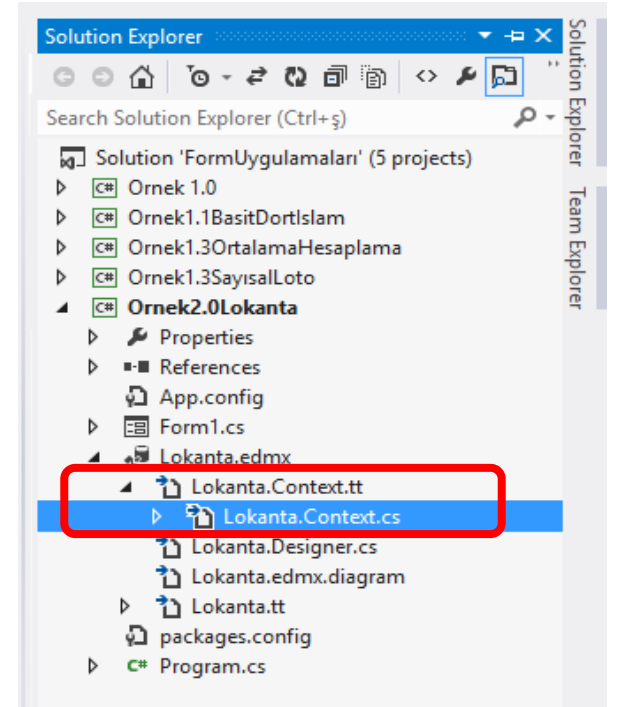 Solution Explorer
Search Solution Explorer (Ctrl+ş)
Solution 'FormUygulamaları' (5 projects)
C# Ornek 1.0
C# Ornek1.1BasitDortIslam
C# Ornek1.3OrtalamaHesaplama
C# Ornek1.3SayısalLoto
C# Ornek2.0Lokanta
Properties
References
App.config
Form1.cs
Lokanta.edmx
Lokanta.Context.tt
Lokanta.Context.cs
Lokanta.Designer.cs
Lokanta.edmx.diagram
Lokanta.tt
packages.config
C# Program.cs
Solution Explorer
Team Explorer